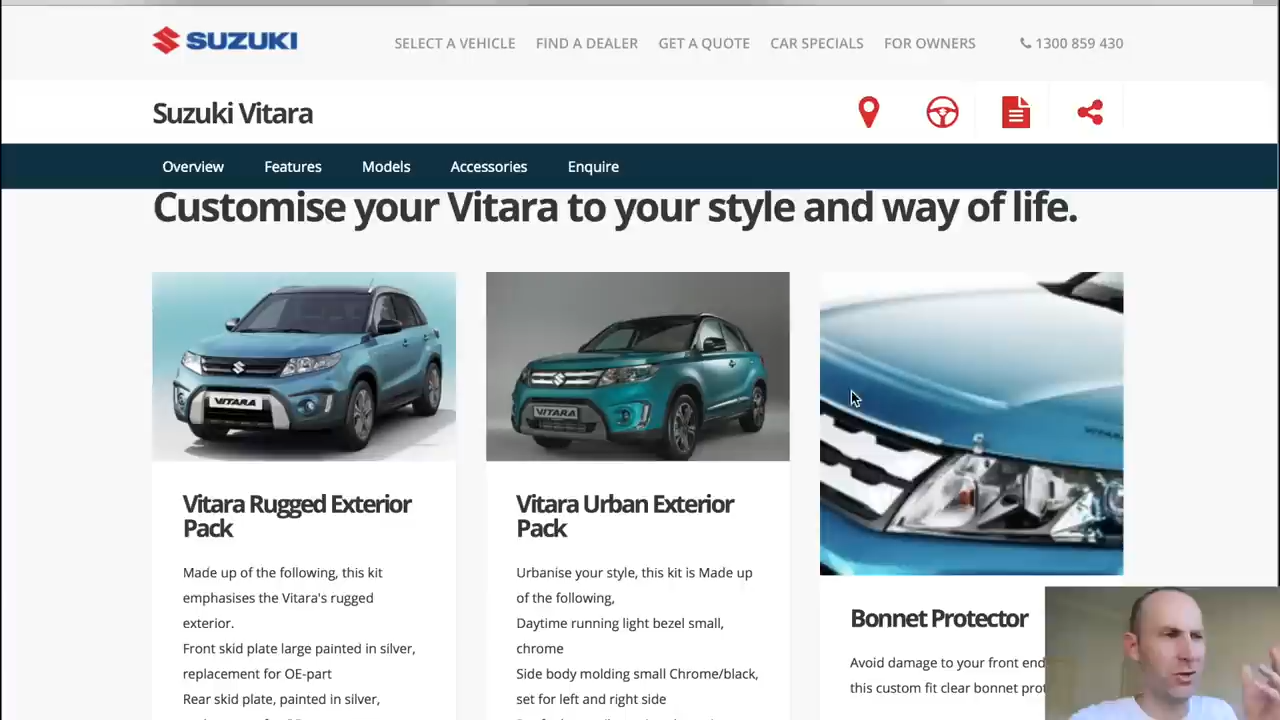 SUZUKI
SELECT A VEHICLE FIND A DEALER GET A QUOTE CAR SPECIALS FOR OWNERS 1300 859 430
Suzuki Vitara
Overview Features Models Accessories Enquire
Customise your Vitara to your style and way of life.
VITARA
VITARA
Vitara Rugged Exterior
Pack
Made up of the following, this kit
emphasises the Vitara's rugged
exterior.
Front skid plate large painted in silver,
replacement for OE-part
Rear skid plate, painted in silver,
Vitara Urban Exterior
Pack
Urbanise your style, this kit is Made up
of the following,
Daytime running light bezel small,
chrome
Side body molding small Chrome/black,
set for left and right side
Bonnet Protector
Avoid damage to your front end
this custom fit clear bonnet